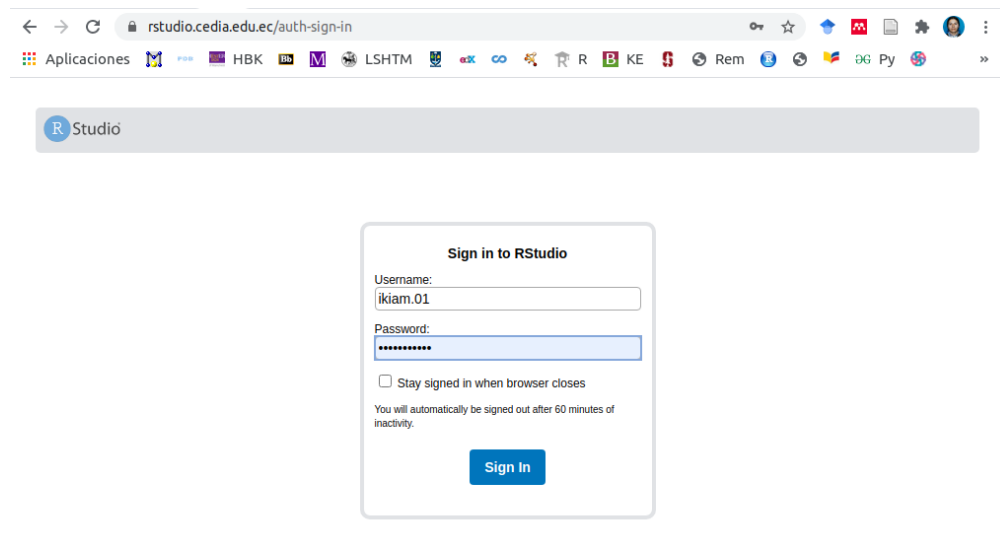 rstudio.cedia.edu.ec/auth-sign-in
Aplicaciones HBK Bb M LSHTM R B KE Rem Py »
R Studio
Sign in to RStudio
Username:
ikiam.01
Password:
•••••••••••
Stay signed in when browser closes
You will automatically be signed out after 60 minutes of
inactivity.
Sign In